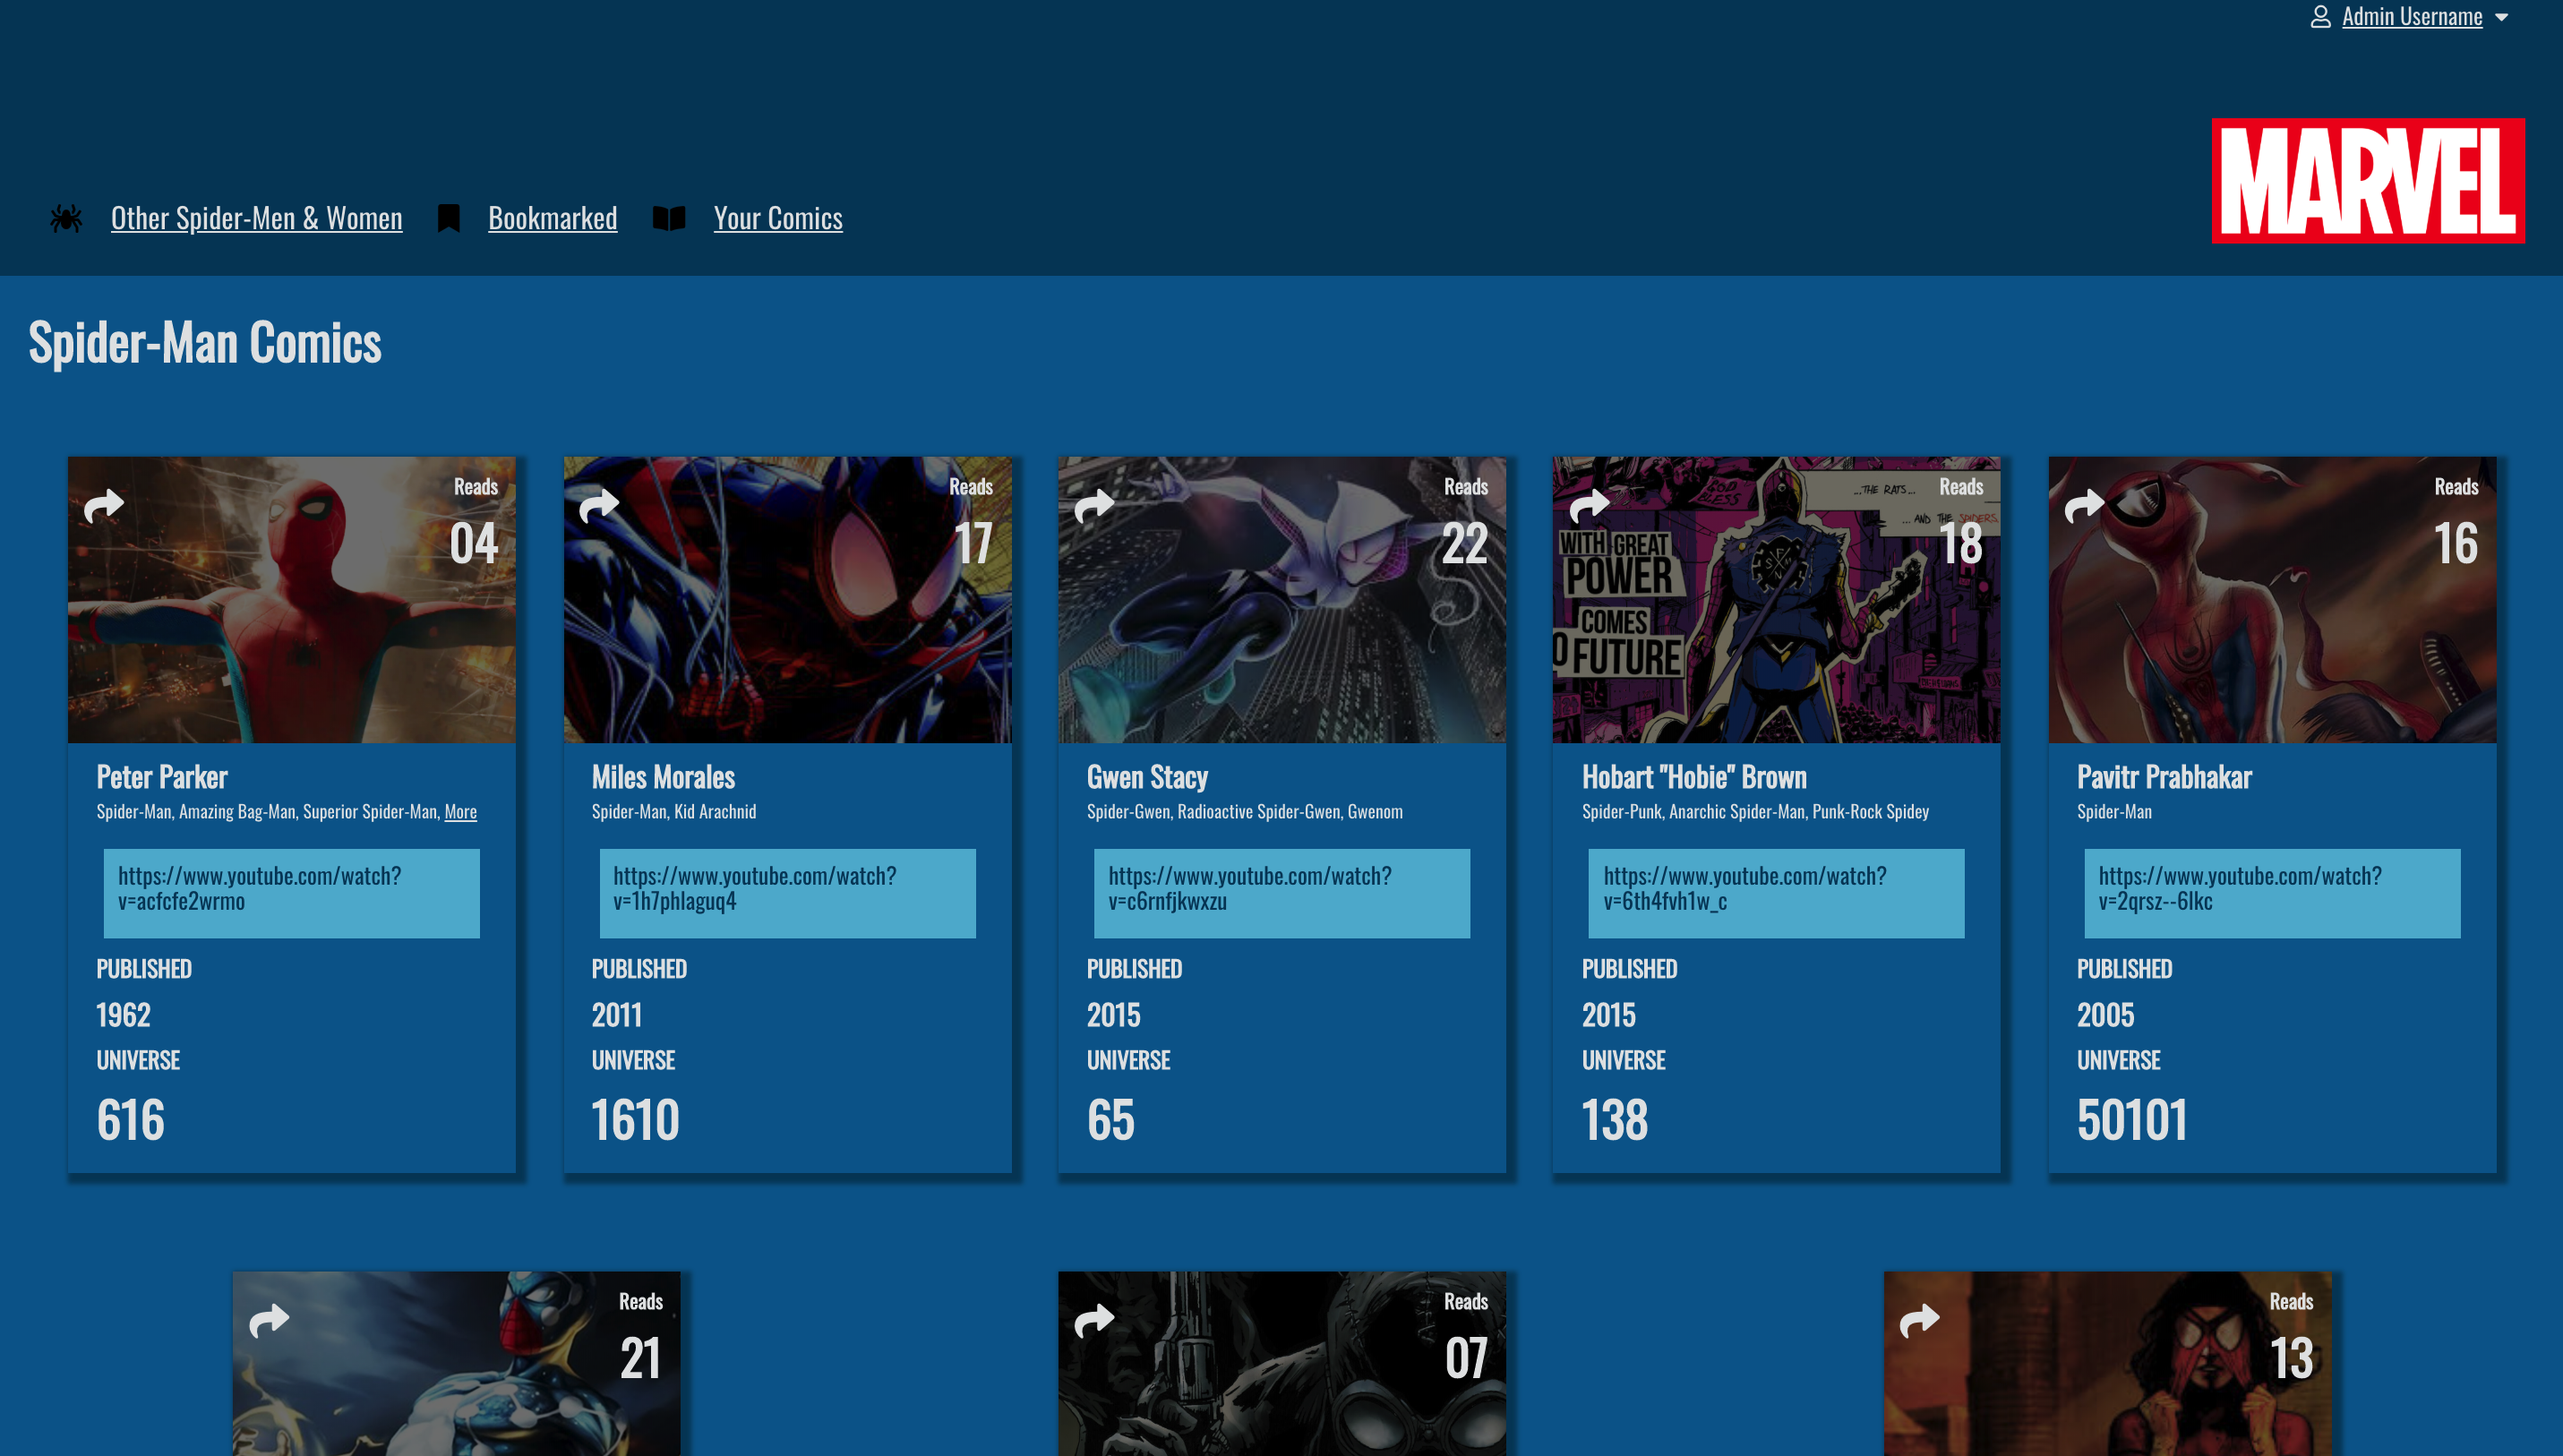 Admin Username
MARVEL
Other Spider-Men & Women
Bookmarked
Your Comics
Spider-Man Comics
Reads
04
Peter Parker
Spider-Man, Amazing Bag-Man, Superior Spider-Man, More
https://www.youtube.com/watch?
v=acfcfe2wrmo
PUBLISHED
1962
UNIVERSE
616
Reads
17
Miles Morales
Spider-Man, Kid Arachnid
https://www.youtube.com/watch?
v=1h7phlaguq4
PUBLISHED
2011
UNIVERSE
1610
Reads
22
Gwen Stacy
Spider-Gwen, Radioactive Spider-Gwen, Gwenom
https://www.youtube.com/watch?
v=c6rnfjkwxzu
PUBLISHED
2015
UNIVERSE
65
Reads
18
BLESS
...THE RATS...
... AND THE SPIDERS
WITH GREAT
POWER
COMES
O FUTURE
Hobart "Hobie" Brown
Spider-Punk, Anarchic Spider-Man, Punk-Rock Spidey
https://www.youtube.com/watch?
v=6th4fvh1w_c
PUBLISHED
2015
UNIVERSE
138
Reads
16
Pavitr Prabhakar
Spider-Man
https://www.youtube.com/watch?
v=2qrsz--6lkc
PUBLISHED
2005
UNIVERSE
50101
Reads
21
Reads
07
Reads
13